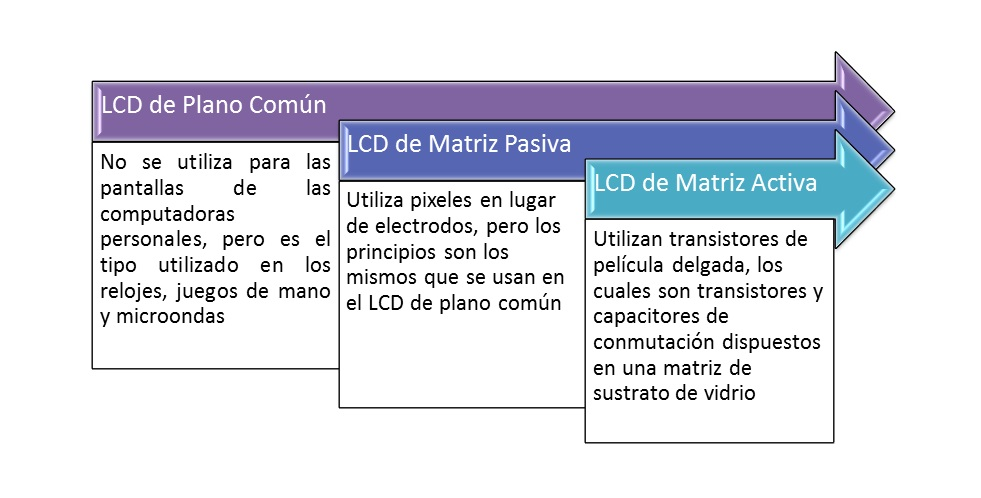 LCD de Plano Común
No se utiliza para las
pantallas de las
computadoras
personales, pero es el
tipo utilizado en los
relojes, juegos de mano
y microondas
LCD de Matriz Pasiva
Utiliza pixeles en lugar
de electrodos, pero los
principios son los
mismos que se usan en
el LCD de plano común
LCD de Matriz Activa
Utilizan transistores de
película delgada, los
cuales son transistores y
capacitores de
conmutación dispuestos
en una matriz de
sustrato de vidrio